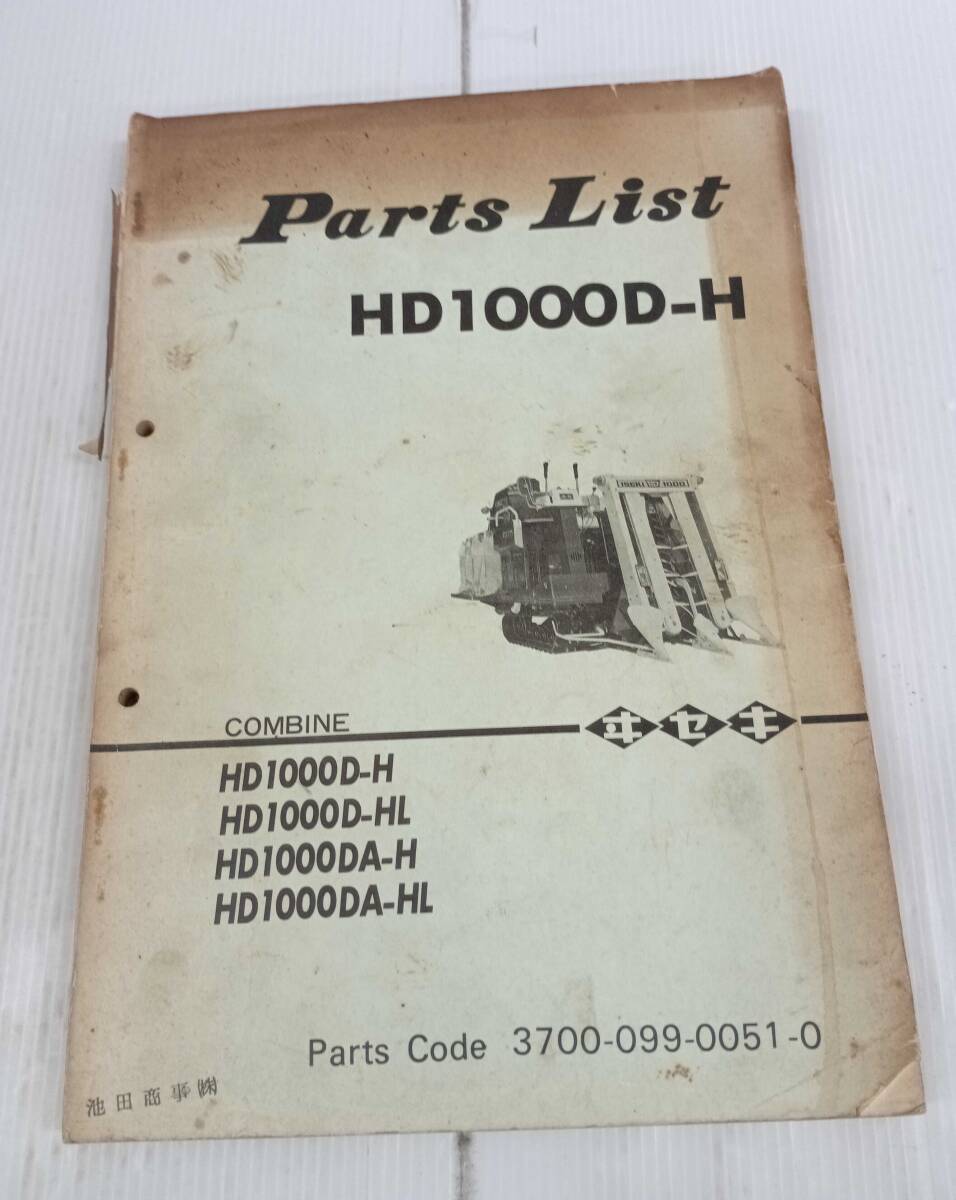 Parts List
HD1000D-H
ISEKI 1000
COMBINE
ヰセキ
HD1000D-H
HD1000D-HL
HD1000DA-H
HD1000DA-HL
Parts Code 3700-099-0051-0
池田商事㈱